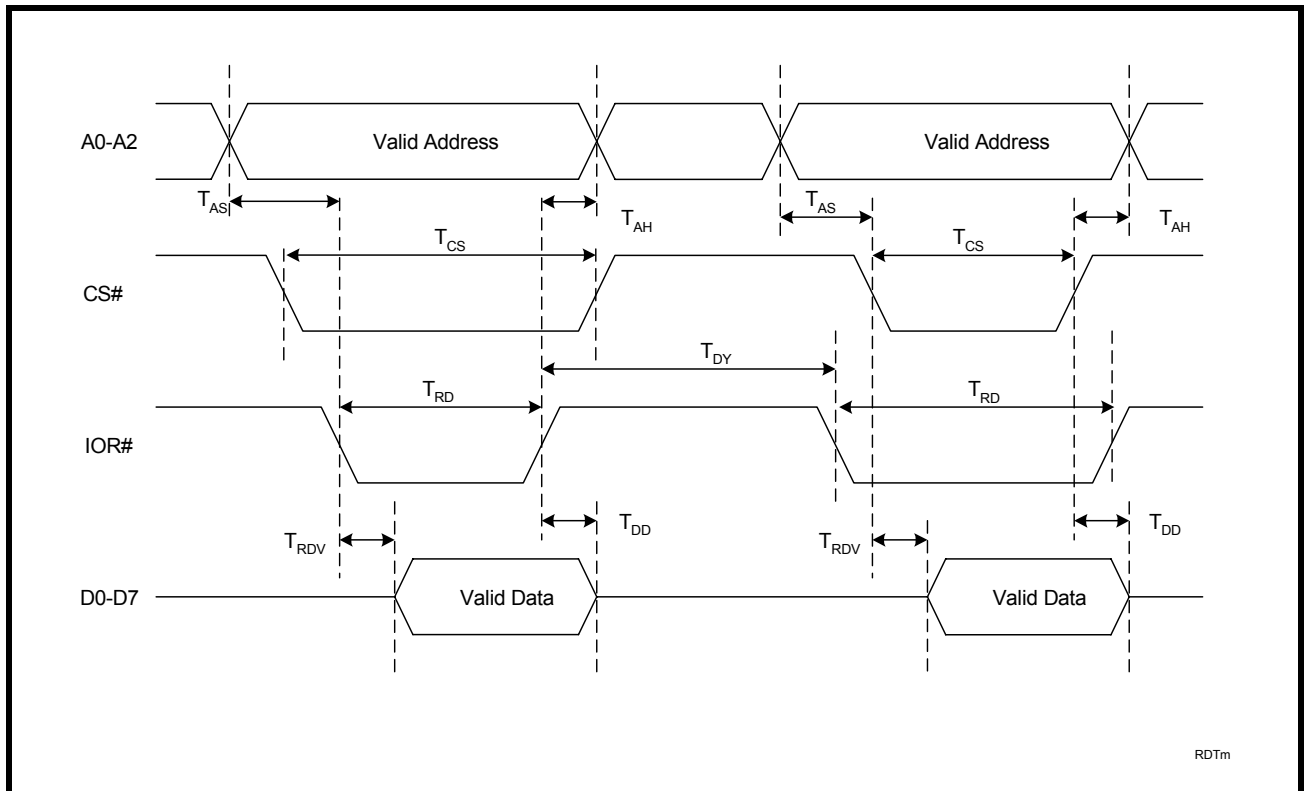 A0-A2
Valid Address
Valid Address
TAS
TAH
TAS
TAH
TCS
TCS
CS#
TDY
TRD
TRD
IOR#
TRDV
TDD
TRDV
TDD
D0-D7
Valid Data
Valid Data
RDTm